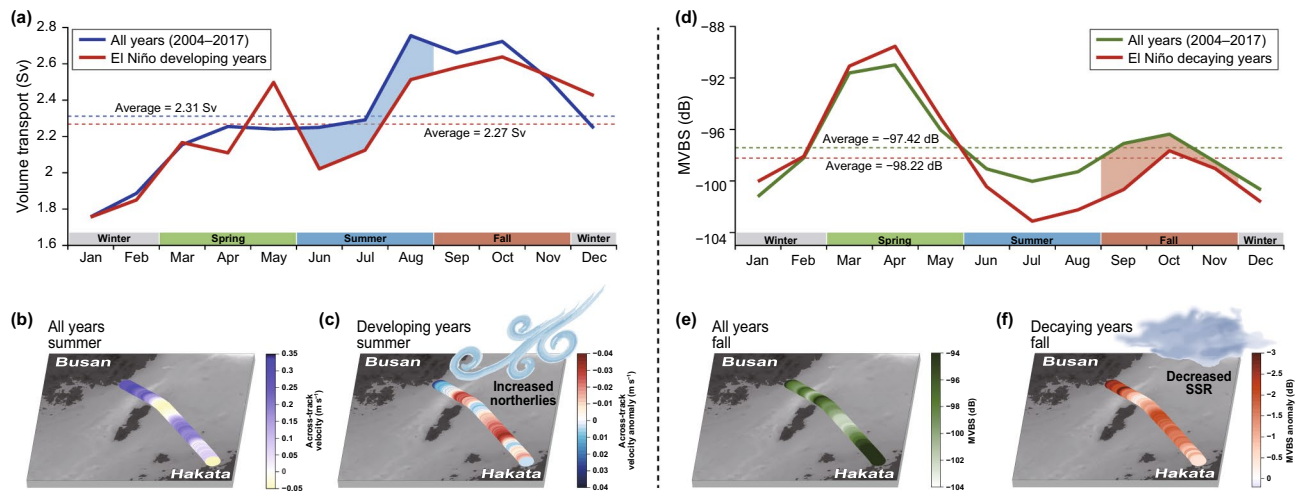 (a)
2.8
2.6
2.4
2.2
2
1.8
1.6
Volume transport (Sv)
All years (2004–2017)
El Niño developing years
Average = 2.31 Sv
Average = 2.27 Sv
Winter Spring Summer Fall Winter
Jan Feb Mar Apr May Jun Jul Aug Sep Oct Nov Dec
(b)
All years
summer
Busan
Hakata
0.35
0.3
0.25
0.2
0.15
0.1
0.05
0
−0.05
Across-track
velocity (m s⁻¹)
(c)
Developing years
summer
Busan
Increased
northerlies
Hakata
−0.04
−0.03
−0.02
−0.01
0
0.01
0.02
0.03
0.04
Across-track
velocity anomaly (m s⁻¹)
(d)
−88
−92
−96
−100
−104
MVBS (dB)
All years (2004–2017)
El Niño decaying years
Average = −97.42 dB
Average = −98.22 dB
Winter Spring Summer Fall Winter
Jan Feb Mar Apr May Jun Jul Aug Sep Oct Nov Dec
(e)
All years
fall
Busan
Hakata
−94
−96
−98
−100
−102
−104
MVBS (dB)
(f)
Decaying years
fall
Busan
Decreased
SSR
Hakata
−3
−2.5
−2
−1.5
−1
−0.5
0
MVBS anomaly (dB)